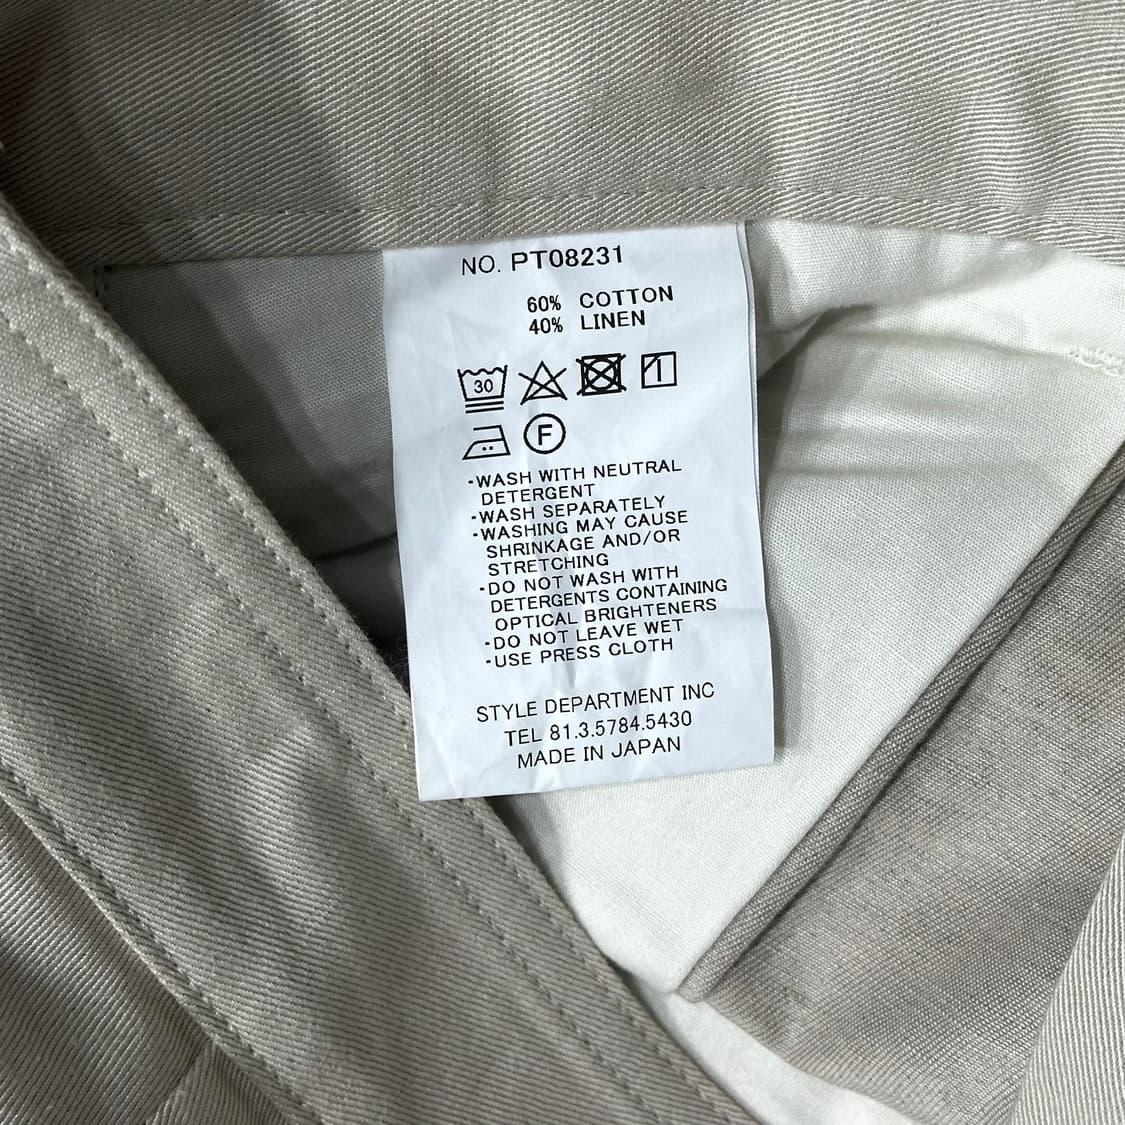 NO. PT08231
60% COTTON
40% LINEN
30
F
·WASH WITH NEUTRAL
DETERGENT
·WASH SEPARATELY
·WASHING MAY CAUSE
SHRINKAGE AND/OR
STRETCHING
·DO NOT WASH WITH
DETERGENTS CONTAINING
OPTICAL BRIGHTENERS
·DO NOT LEAVE WET
·USE PRESS CLOTH
STYLE DEPARTMENT INC
TEL 81.3.5784.5430
MADE IN JAPAN